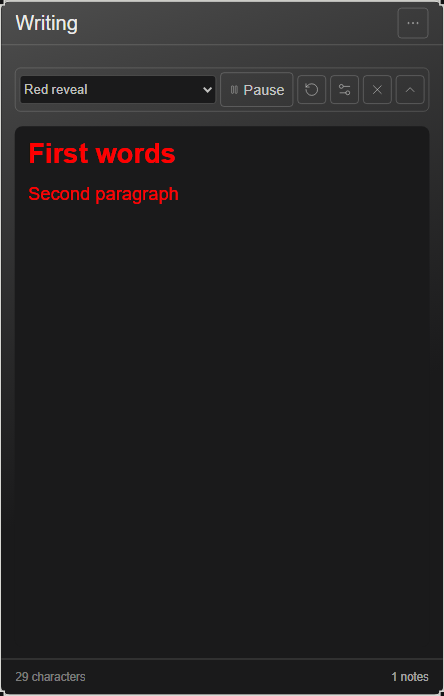 Writing
Red reveal
Pause
First words
Second paragraph
29 characters
1 notes